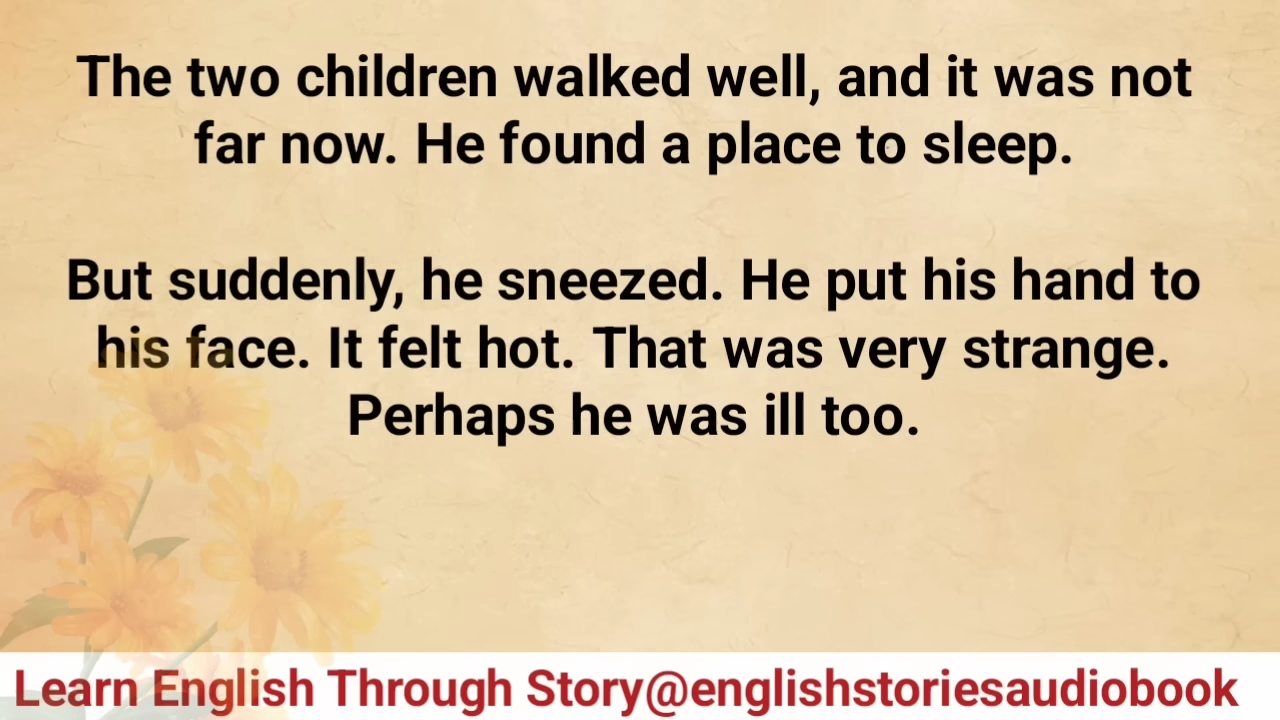 The two children walked well, and it was not
far now. He found a place to sleep.
But suddenly, he sneezed. He put his hand to
his face. It felt hot. That was very strange.
Perhaps he was ill too.
Learn English Through Story@englishstoriesaudiobook